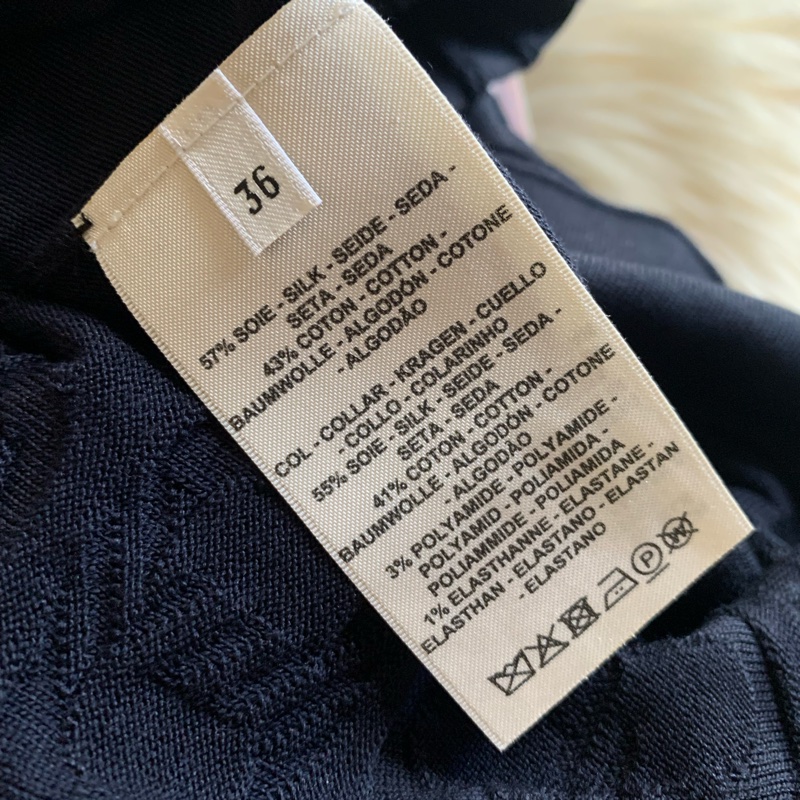 36
57% SOIE - SILK - SEIDE - SEDA -
SETA - SEDA
43% COTON - COTTON -
BAUMWOLLE - ALGODÓN - COTONE
- ALGODÃO
COL - COLLAR - KRAGEN - CUELLO
- COLLO - COLARINHO
55% SOIE - SILK - SEIDE - SEDA -
SETA - SEDA
41% COTON - COTTON -
BAUMWOLLE - ALGODÓN - COTONE
- ALGODÃO
3% POLYAMIDE - POLYAMIDE -
POLYAMID - POLIAMIDA -
POLIAMMIDE - POLIAMIDA
1% ELASTHANNE - ELASTANE -
ELASTHAN - ELASTANO - ELASTAN
- ELASTANO
P W